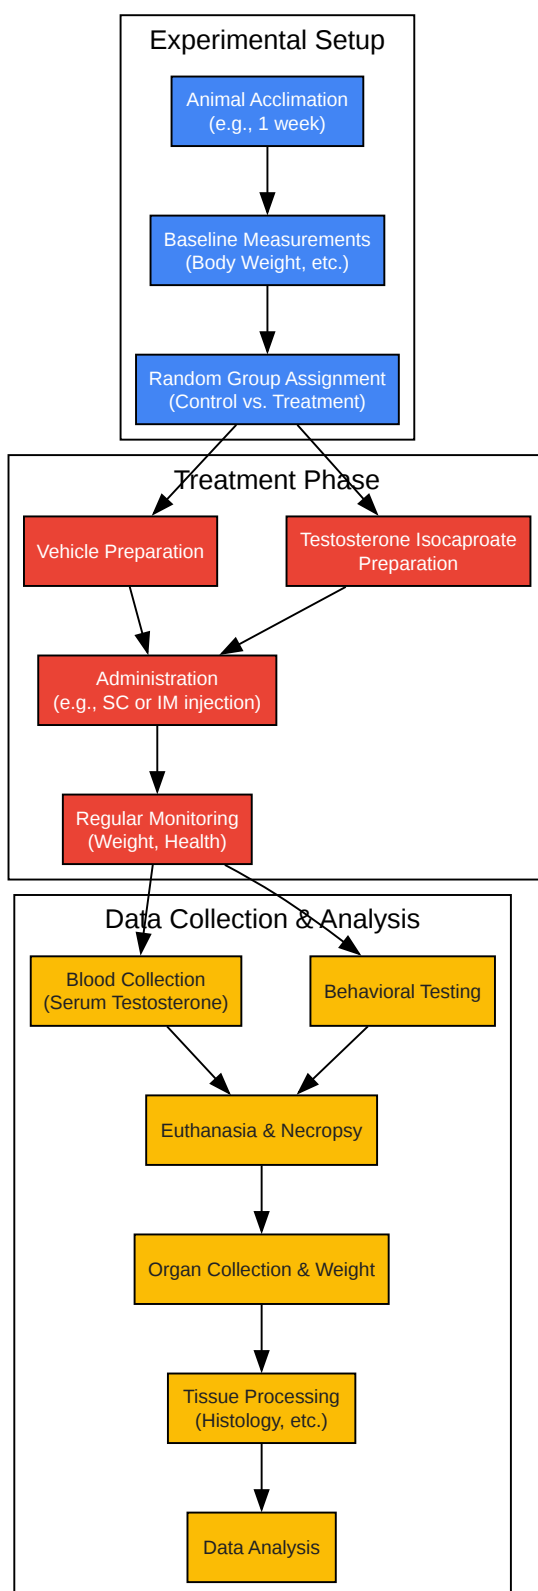 Experimental Setup
Animal Acclimation
(e.g., 1 week)
Baseline Measurements
(Body Weight, etc.)
Random Group Assignment
(Control vs. Treatment)
Treatment Phase
Vehicle Preparation
Testosterone Isocaproate
Preparation
Administration
(e.g., SC or IM injection)
Regular Monitoring
(Weight, Health)
Data Collection & Analysis
Blood Collection
(Serum Testosterone)
Behavioral Testing
Euthanasia & Necropsy
Organ Collection & Weight
Tissue Processing
(Histology, etc.)
Data Analysis